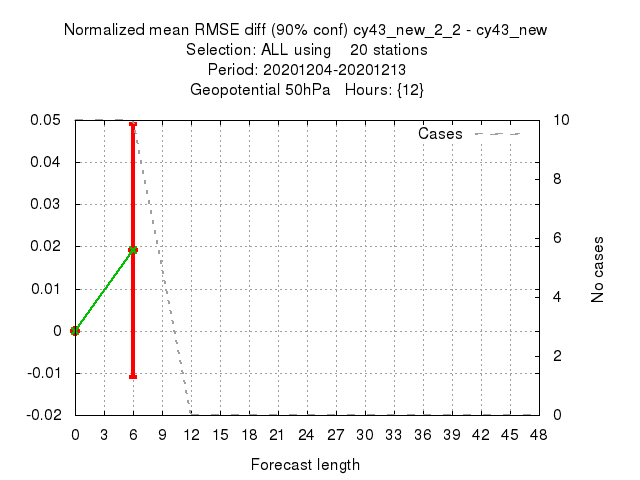 Normalized mean RMSE diff (90% conf) cy43_new_2_2 - cy43_new
Selection: ALL using 20 stations
Period: 20201204-20201213
Geopotential 50hPa Hours: {12}
Cases
0.05
0.04
0.03
0.02
0.01
0
-0.01
-0.02
10
8
6
4
2
0
No cases
0 3 6 9 12 15 18 21 24 27 30 33 36 39 42 45 48
Forecast length